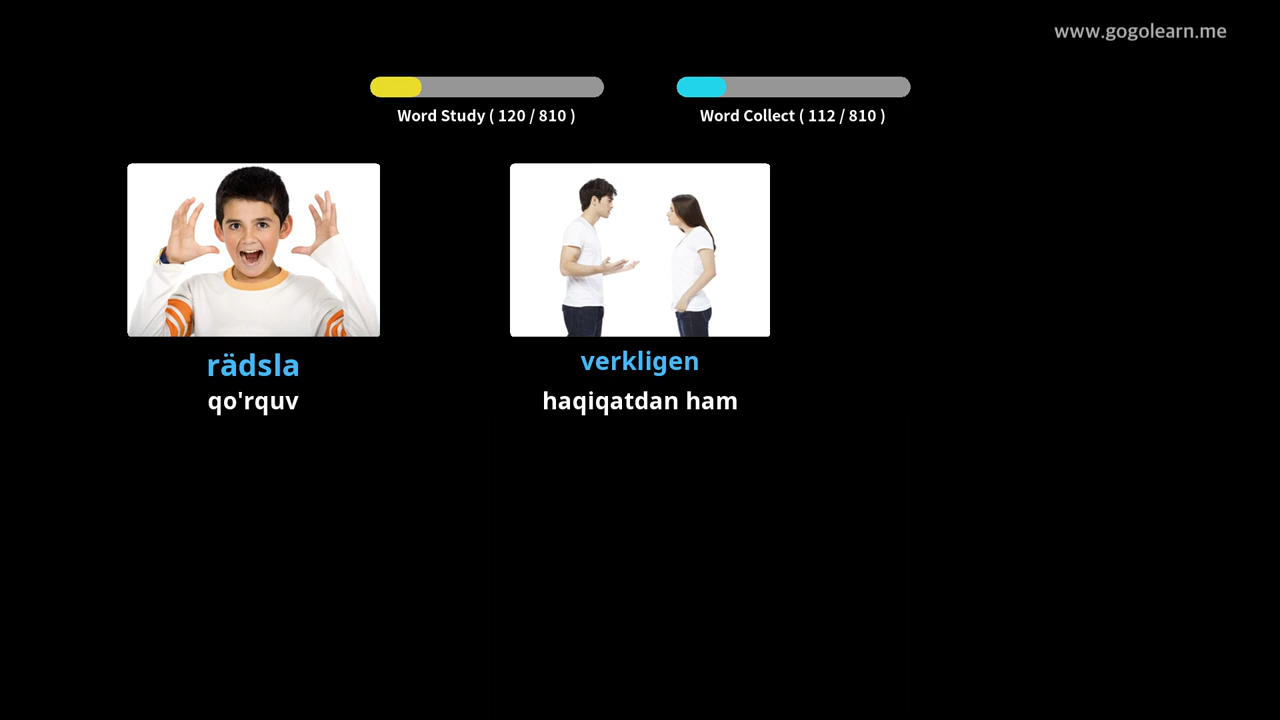 www.gogolearn.me
Word Study ( 120 / 810 )
Word Collect ( 112 / 810 )
rädsla
qo'rquv
verkligen
haqiqatdan ham